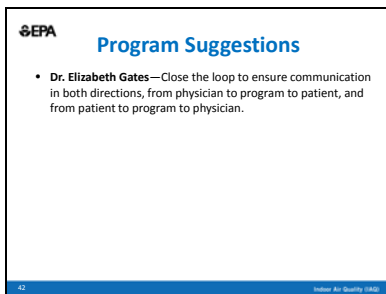 EPA
Program Suggestions
• Dr. Elizabeth Gates—Close the loop to ensure communication
in both directions, from physician to program to patient, and
from patient to program to physician.
42
Indoor Air Quality (IAQ)